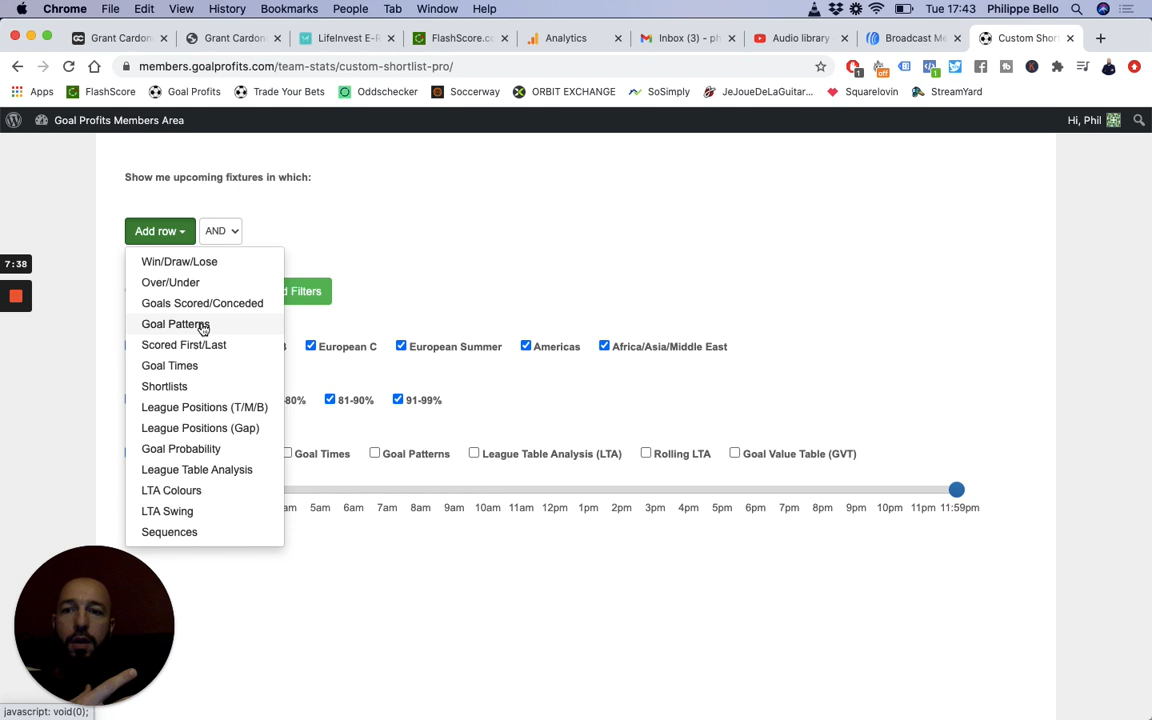 Chrome File Edit View History Bookmarks People Tab Window Help Tue 17:43 Philippe Bello
Grant Cardon Grant Cardon LifeInvest E-R FlashScore.co Analytics Inbox (3) - ph Audio library Broadcast Me Custom Shor
members.goalprofits.com/team-stats/custom-shortlist-pro/ 1 off 1
Apps FlashScore Goal Profits Trade Your Bets Oddschecker Soccerway ORBIT EXCHANGE SoSimply JeJoueDeLaGuitar... Squarelovin StreamYard
Goal Profits Members Area Hi, Phil
Show me upcoming fixtures in which:
Add row AND
Win/Draw/Lose
7:38
Over/Under
d Filters
Goals Scored/Conceded
Goal Patterns
Scored First/Last
B European C European Summer Americas Africa/Asia/Middle East
Goal Times
Shortlists
-80% 81-90% 91-99%
League Positions (T/M/B)
League Positions (Gap)
Goal Probability
Goal Times Goal Patterns League Table Analysis (LTA) Rolling LTA Goal Value Table (GVT)
League Table Analysis
LTA Colours
am 5am 6am 7am 8am 9am 10am 11am 12pm 1pm 2pm 3pm 4pm 5pm 6pm 7pm 8pm 9pm 10pm 11pm 11:59pm
LTA Swing
Sequences
javascript: void(0);